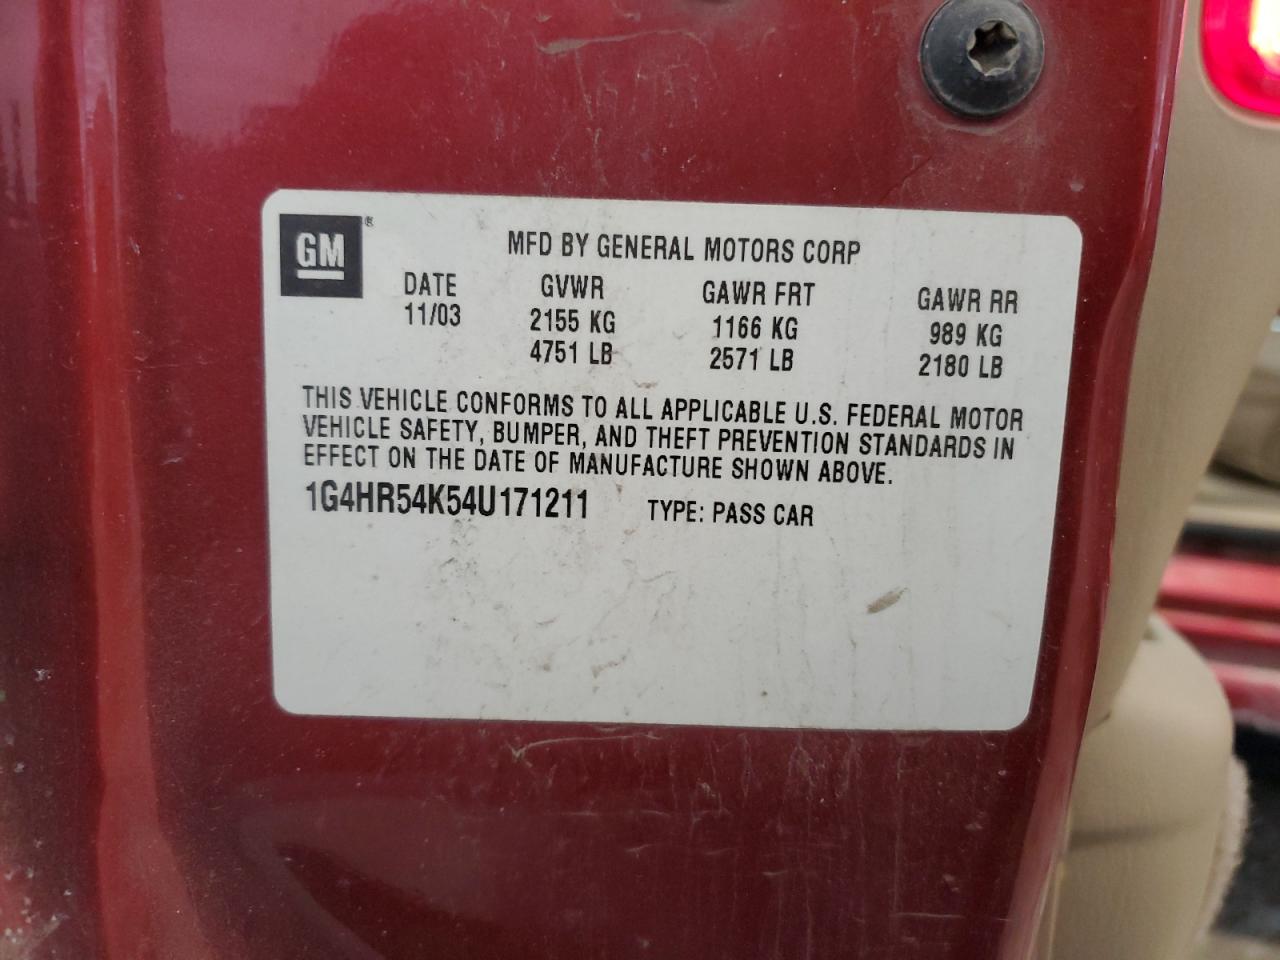 GM®
MFD BY GENERAL MOTORS CORP
DATE GVWR GAWR FRT GAWR RR
11/03 2155 KG 1166 KG 989 KG
4751 LB 2571 LB 2180 LB
THIS VEHICLE CONFORMS TO ALL APPLICABLE U.S. FEDERAL MOTOR
VEHICLE SAFETY, BUMPER, AND THEFT PREVENTION STANDARDS IN
EFFECT ON THE DATE OF MANUFACTURE SHOWN ABOVE.
1G4HR54K54U171211 TYPE: PASS CAR